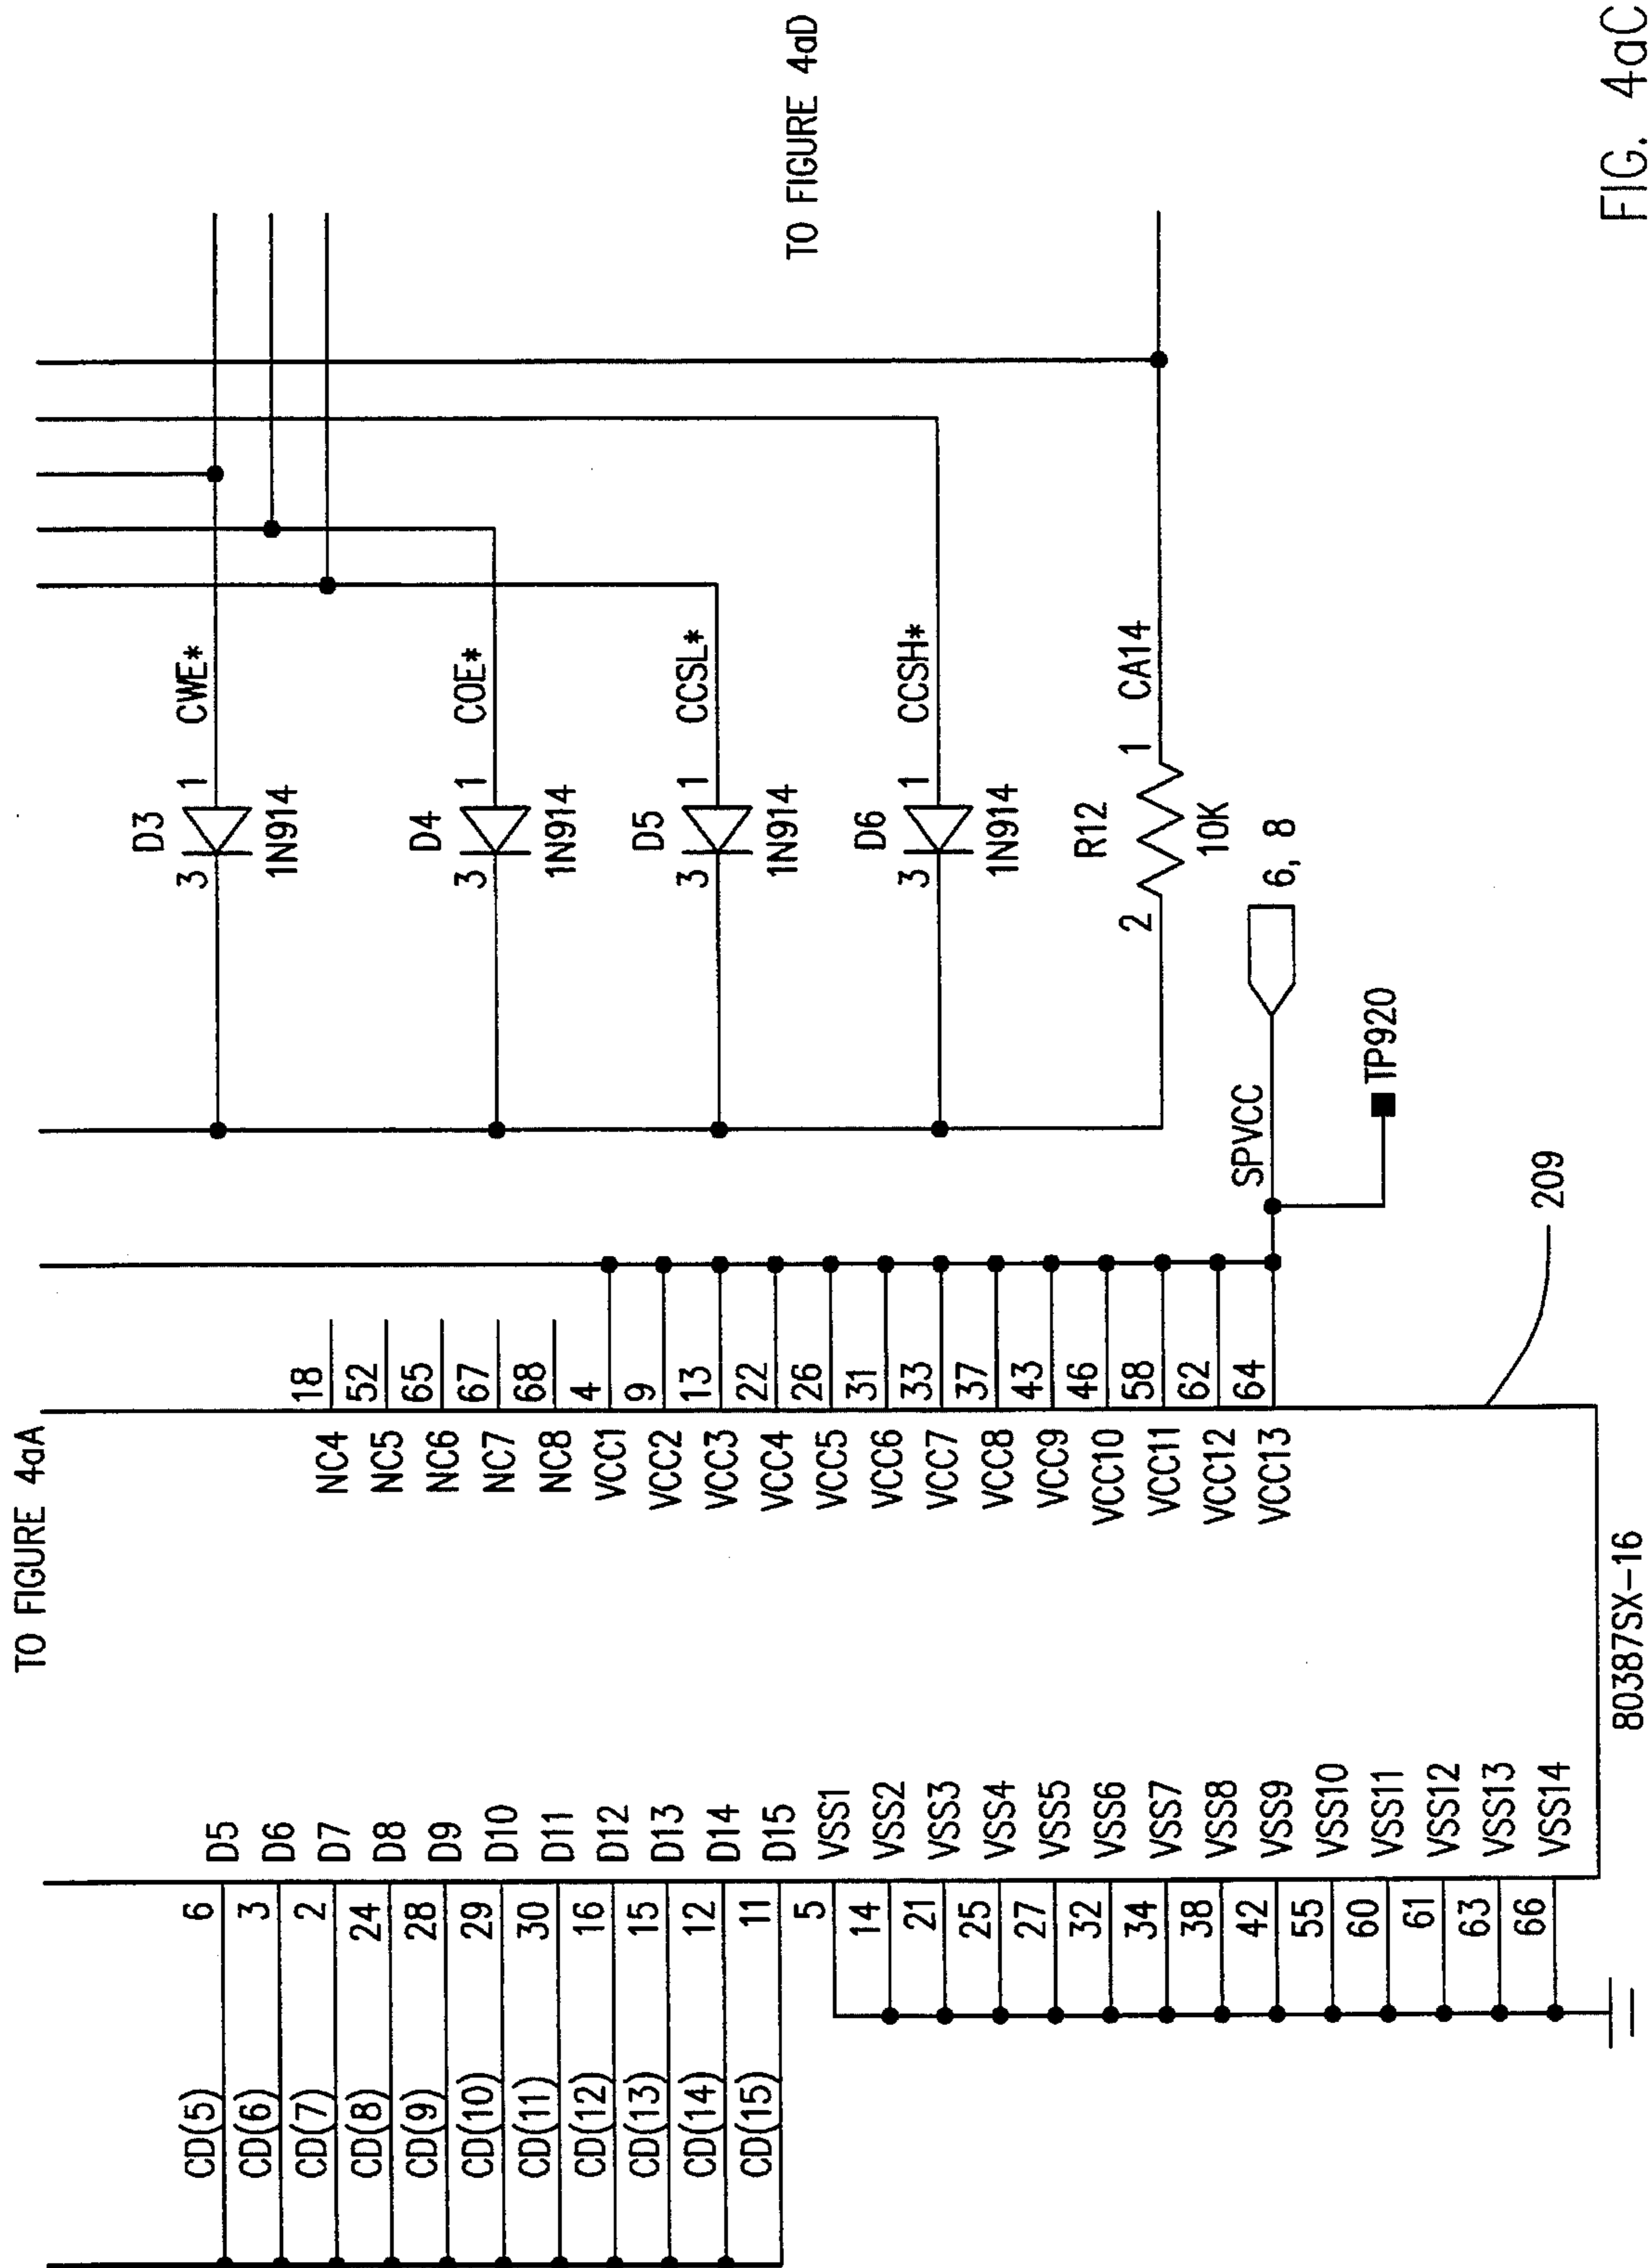 TO FIGURE 4aA
CD(5) 6 D5
CD(6) 3 D6
CD(7) 2 D7
CD(8) 24 D8
CD(9) 28 D9
CD(10) 29 D10
CD(11) 30 D11
CD(12) 16 D12
CD(13) 15 D13
CD(14) 12 D14
CD(15) 11 D15
5 VSS1
14 VSS2
21 VSS3
25 VSS4
27 VSS5
32 VSS6
34 VSS7
38 VSS8
42 VSS9
55 VSS10
60 VSS11
61 VSS12
63 VSS13
66 VSS14
NC4 18
NC5 52
NC6 65
NC7 67
NC8 68
VCC1 4
VCC2 9
VCC3 13
VCC4 22
VCC5 26
VCC6 31
VCC7 33
VCC8 37
VCC9 43
VCC10 46
VCC11 58
VCC12 62
VCC13 64
80387SX-16
209
SPVCC
6, 8
TP920
D3
3 1 CWE*
1N914
D4
3 1 COE*
1N914
D5
3 1 CCSL*
1N914
D6
3 1 CCSH*
1N914
R12
2 1 CA14
10K
TO FIGURE 4aD
FIG. 4aC